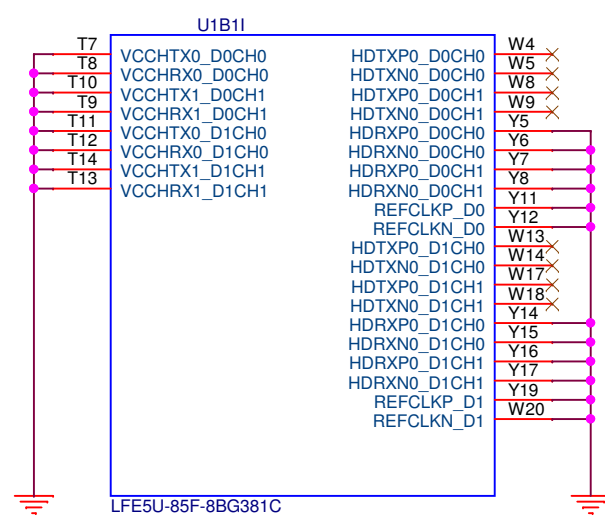 U1B1I
T7 VCCHTX0_D0CH0 HDTXP0_D0CH0 W4
T8 VCCHRX0_D0CH0 HDTXN0_D0CH0 W5
T10 VCCHTX1_D0CH1 HDTXP0_D0CH1 W8
T9 VCCHRX1_D0CH1 HDTXN0_D0CH1 W9
T11 VCCHTX0_D1CH0 HDRXP0_D0CH0 Y5
T12 VCCHRX0_D1CH0 HDRXN0_D0CH0 Y6
T14 VCCHTX1_D1CH1 HDRXP0_D0CH1 Y7
T13 VCCHRX1_D1CH1 HDRXN0_D0CH1 Y8
REFCLKP_D0 Y11
REFCLKN_D0 Y12
HDTXP0_D1CH0 W13
HDTXN0_D1CH0 W14
HDTXP0_D1CH1 W17
HDTXN0_D1CH1 W18
HDRXP0_D1CH0 Y14
HDRXN0_D1CH0 Y15
HDRXP0_D1CH1 Y16
HDRXN0_D1CH1 Y17
REFCLKP_D1 Y19
REFCLKN_D1 W20
LFE5U-85F-8BG381C